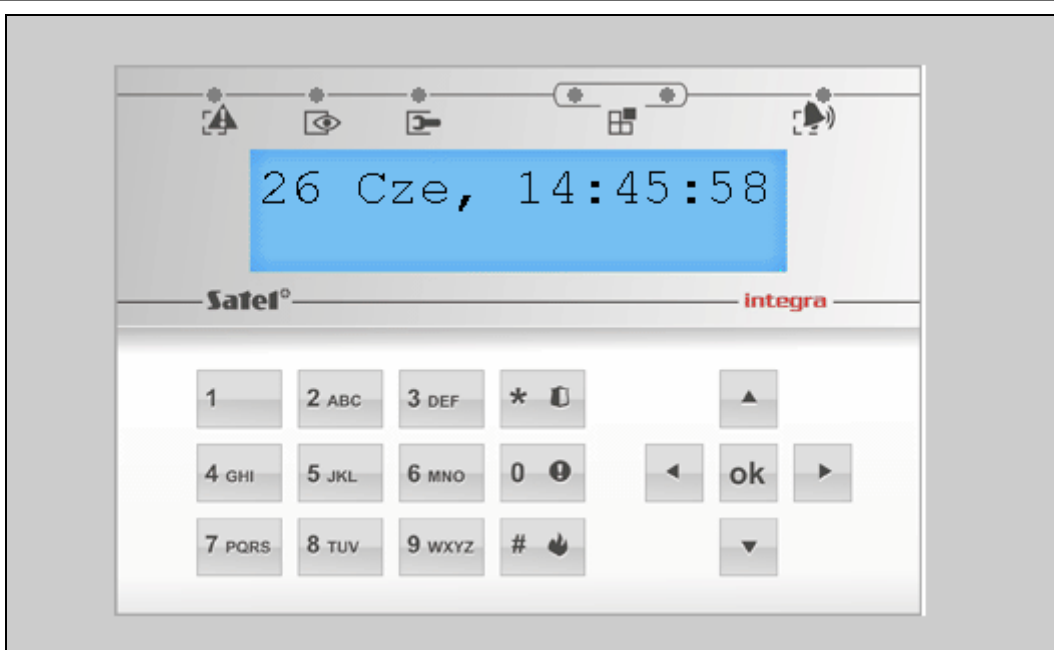 26 Cze, 14:45:58
Satel
integra
1 2 ABC 3 DEF *
4 GHI 5 JKL 6 MNO 0 ok
7 PQRS 8 TUV 9 WXYZ #